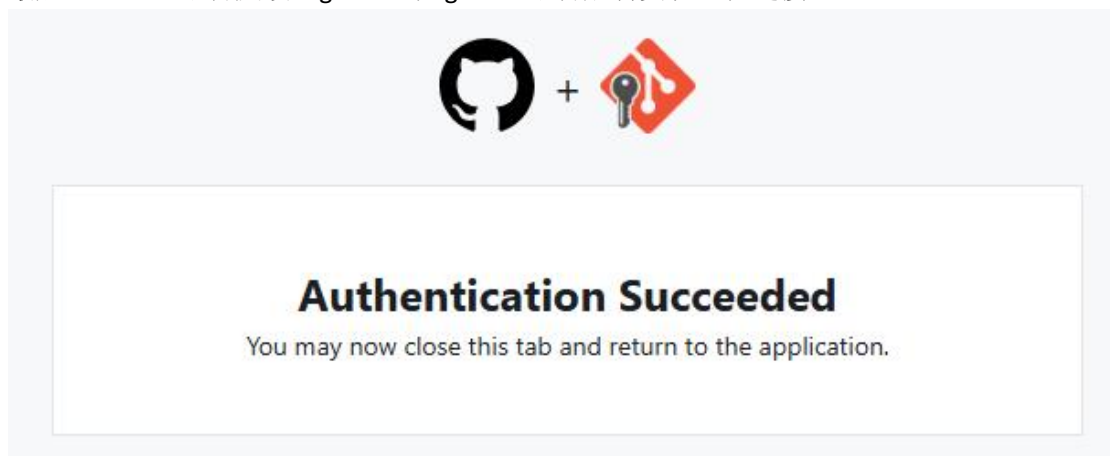 +
Authentication Succeeded
You may now close this tab and return to the application.